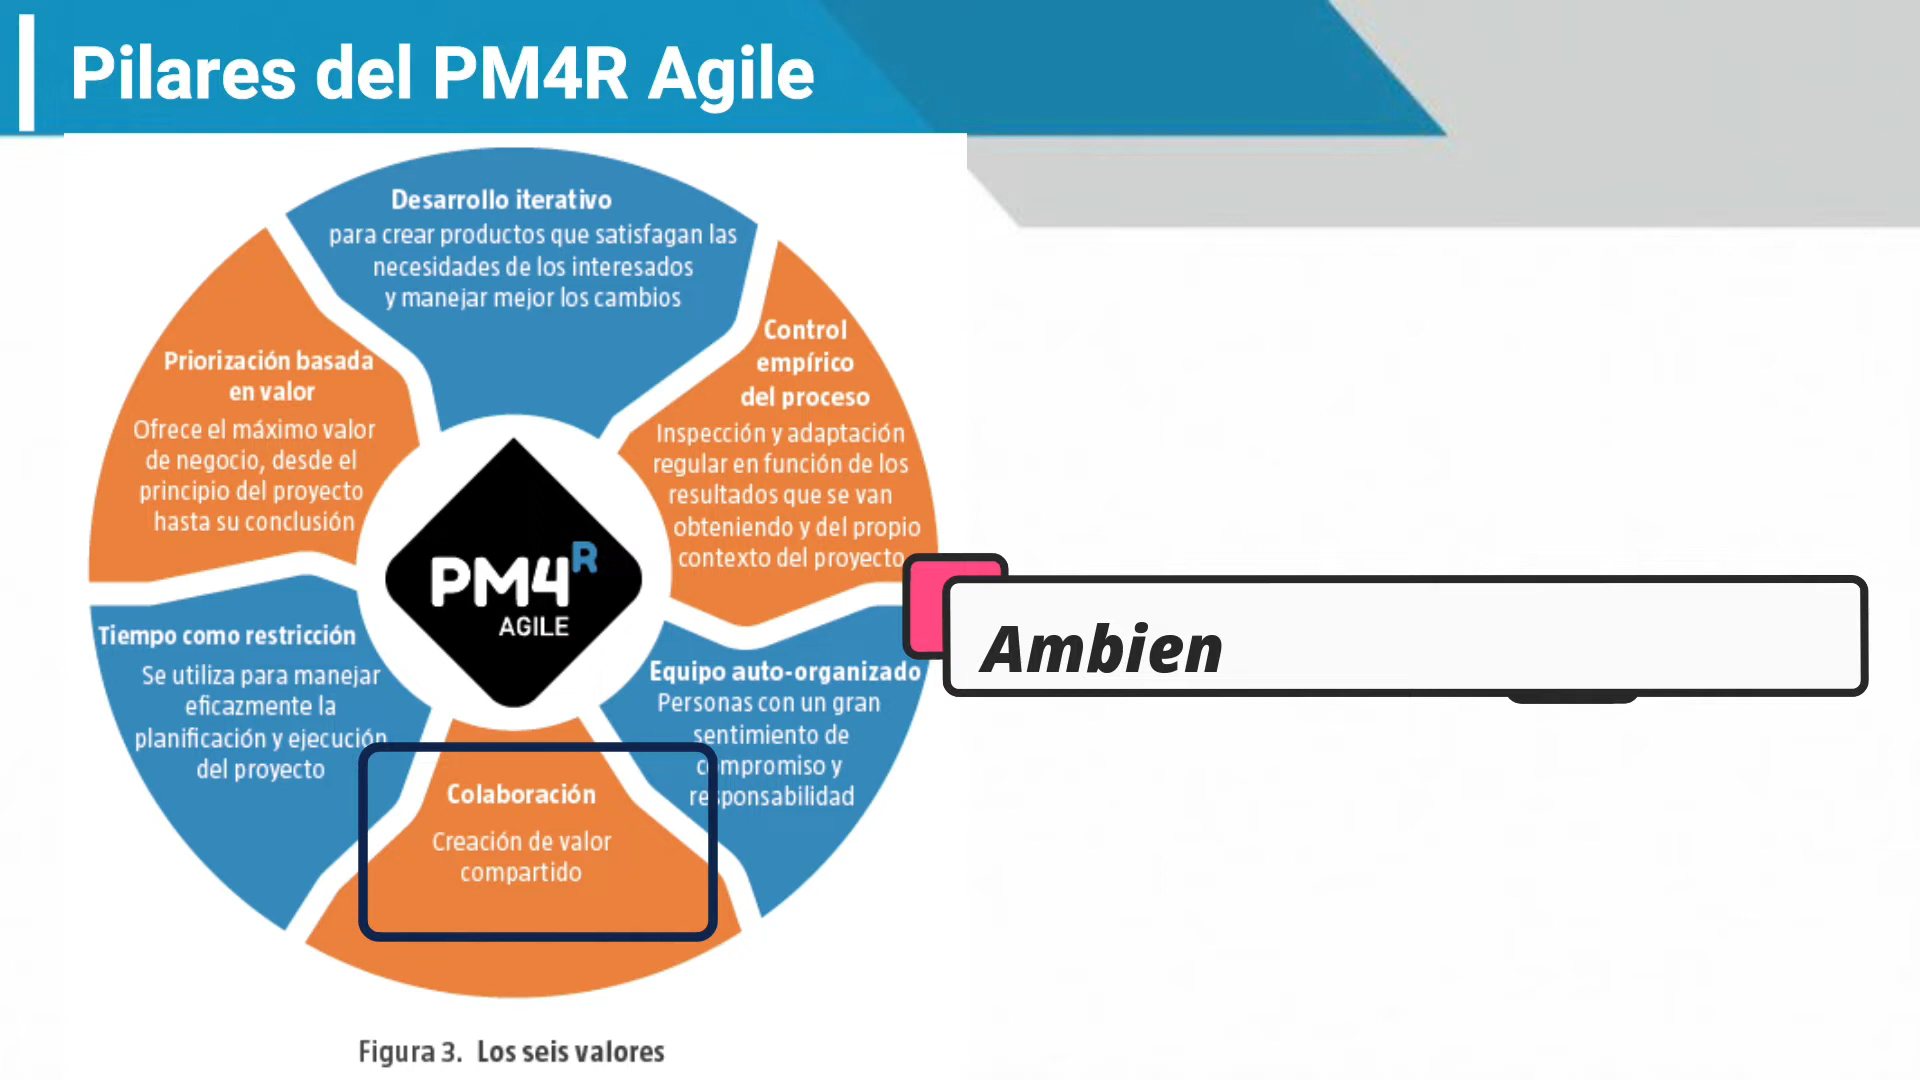 Pilares del PM4R Agile
Desarrollo iterativo
para crear productos que satisfagan las
necesidades de los interesados
y manejar mejor los cambios
Control
empírico
del proceso
Inspección y adaptación
regular en función de los
resultados que se van
obteniendo y del propio
contexto del proyecto
Equipo auto-organizado
Personas con un gran
sentimiento de
compromiso y
responsabilidad
Colaboración
Creación de valor
compartido
Tiempo como restricción
Se utiliza para manejar
eficazmente la
planificación y ejecución
del proyecto
Priorización basada
en valor
Ofrece el máximo valor
de negocio, desde el
principio del proyecto
hasta su conclusión
PM4R
AGILE
Ambien
Figura 3. Los seis valores